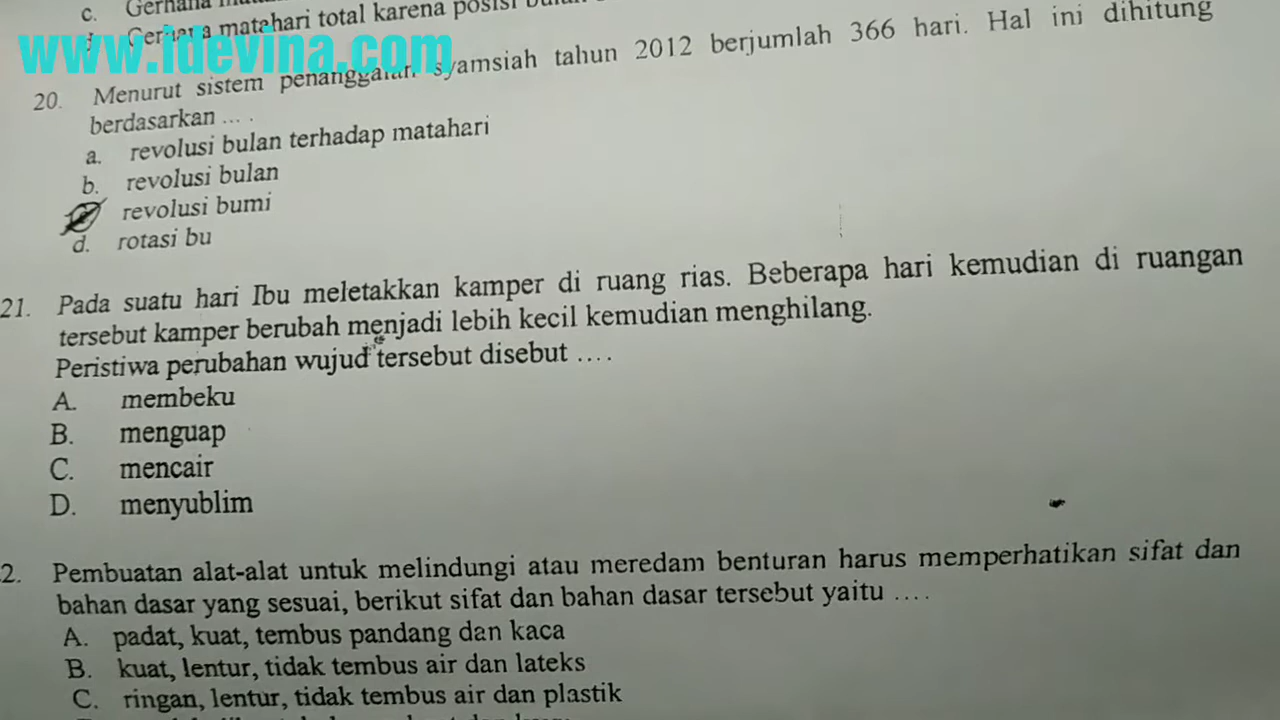 c. Gerhana
Gerhana matahari total karena posisi
www.idevina.com
20. Menurut sistem penanggalan syamsiah tahun 2012 berjumlah 366 hari. Hal ini dihitung
berdasarkan ... .
a. revolusi bulan terhadap matahari
b. revolusi bulan
revolusi bumi
d. rotasi bu
21. Pada suatu hari Ibu meletakkan kamper di ruang rias. Beberapa hari kemudian di ruangan
tersebut kamper berubah menjadi lebih kecil kemudian menghilang.
Peristiwa perubahan wujud tersebut disebut ....
A. membeku
B. menguap
C. mencair
D. menyublim
2. Pembuatan alat-alat untuk melindungi atau meredam benturan harus memperhatikan sifat dan
bahan dasar yang sesuai, berikut sifat dan bahan dasar tersebut yaitu ....
A. padat, kuat, tembus pandang dan kaca
B. kuat, lentur, tidak tembus air dan lateks
C. ringan, lentur, tidak tembus air dan plastik